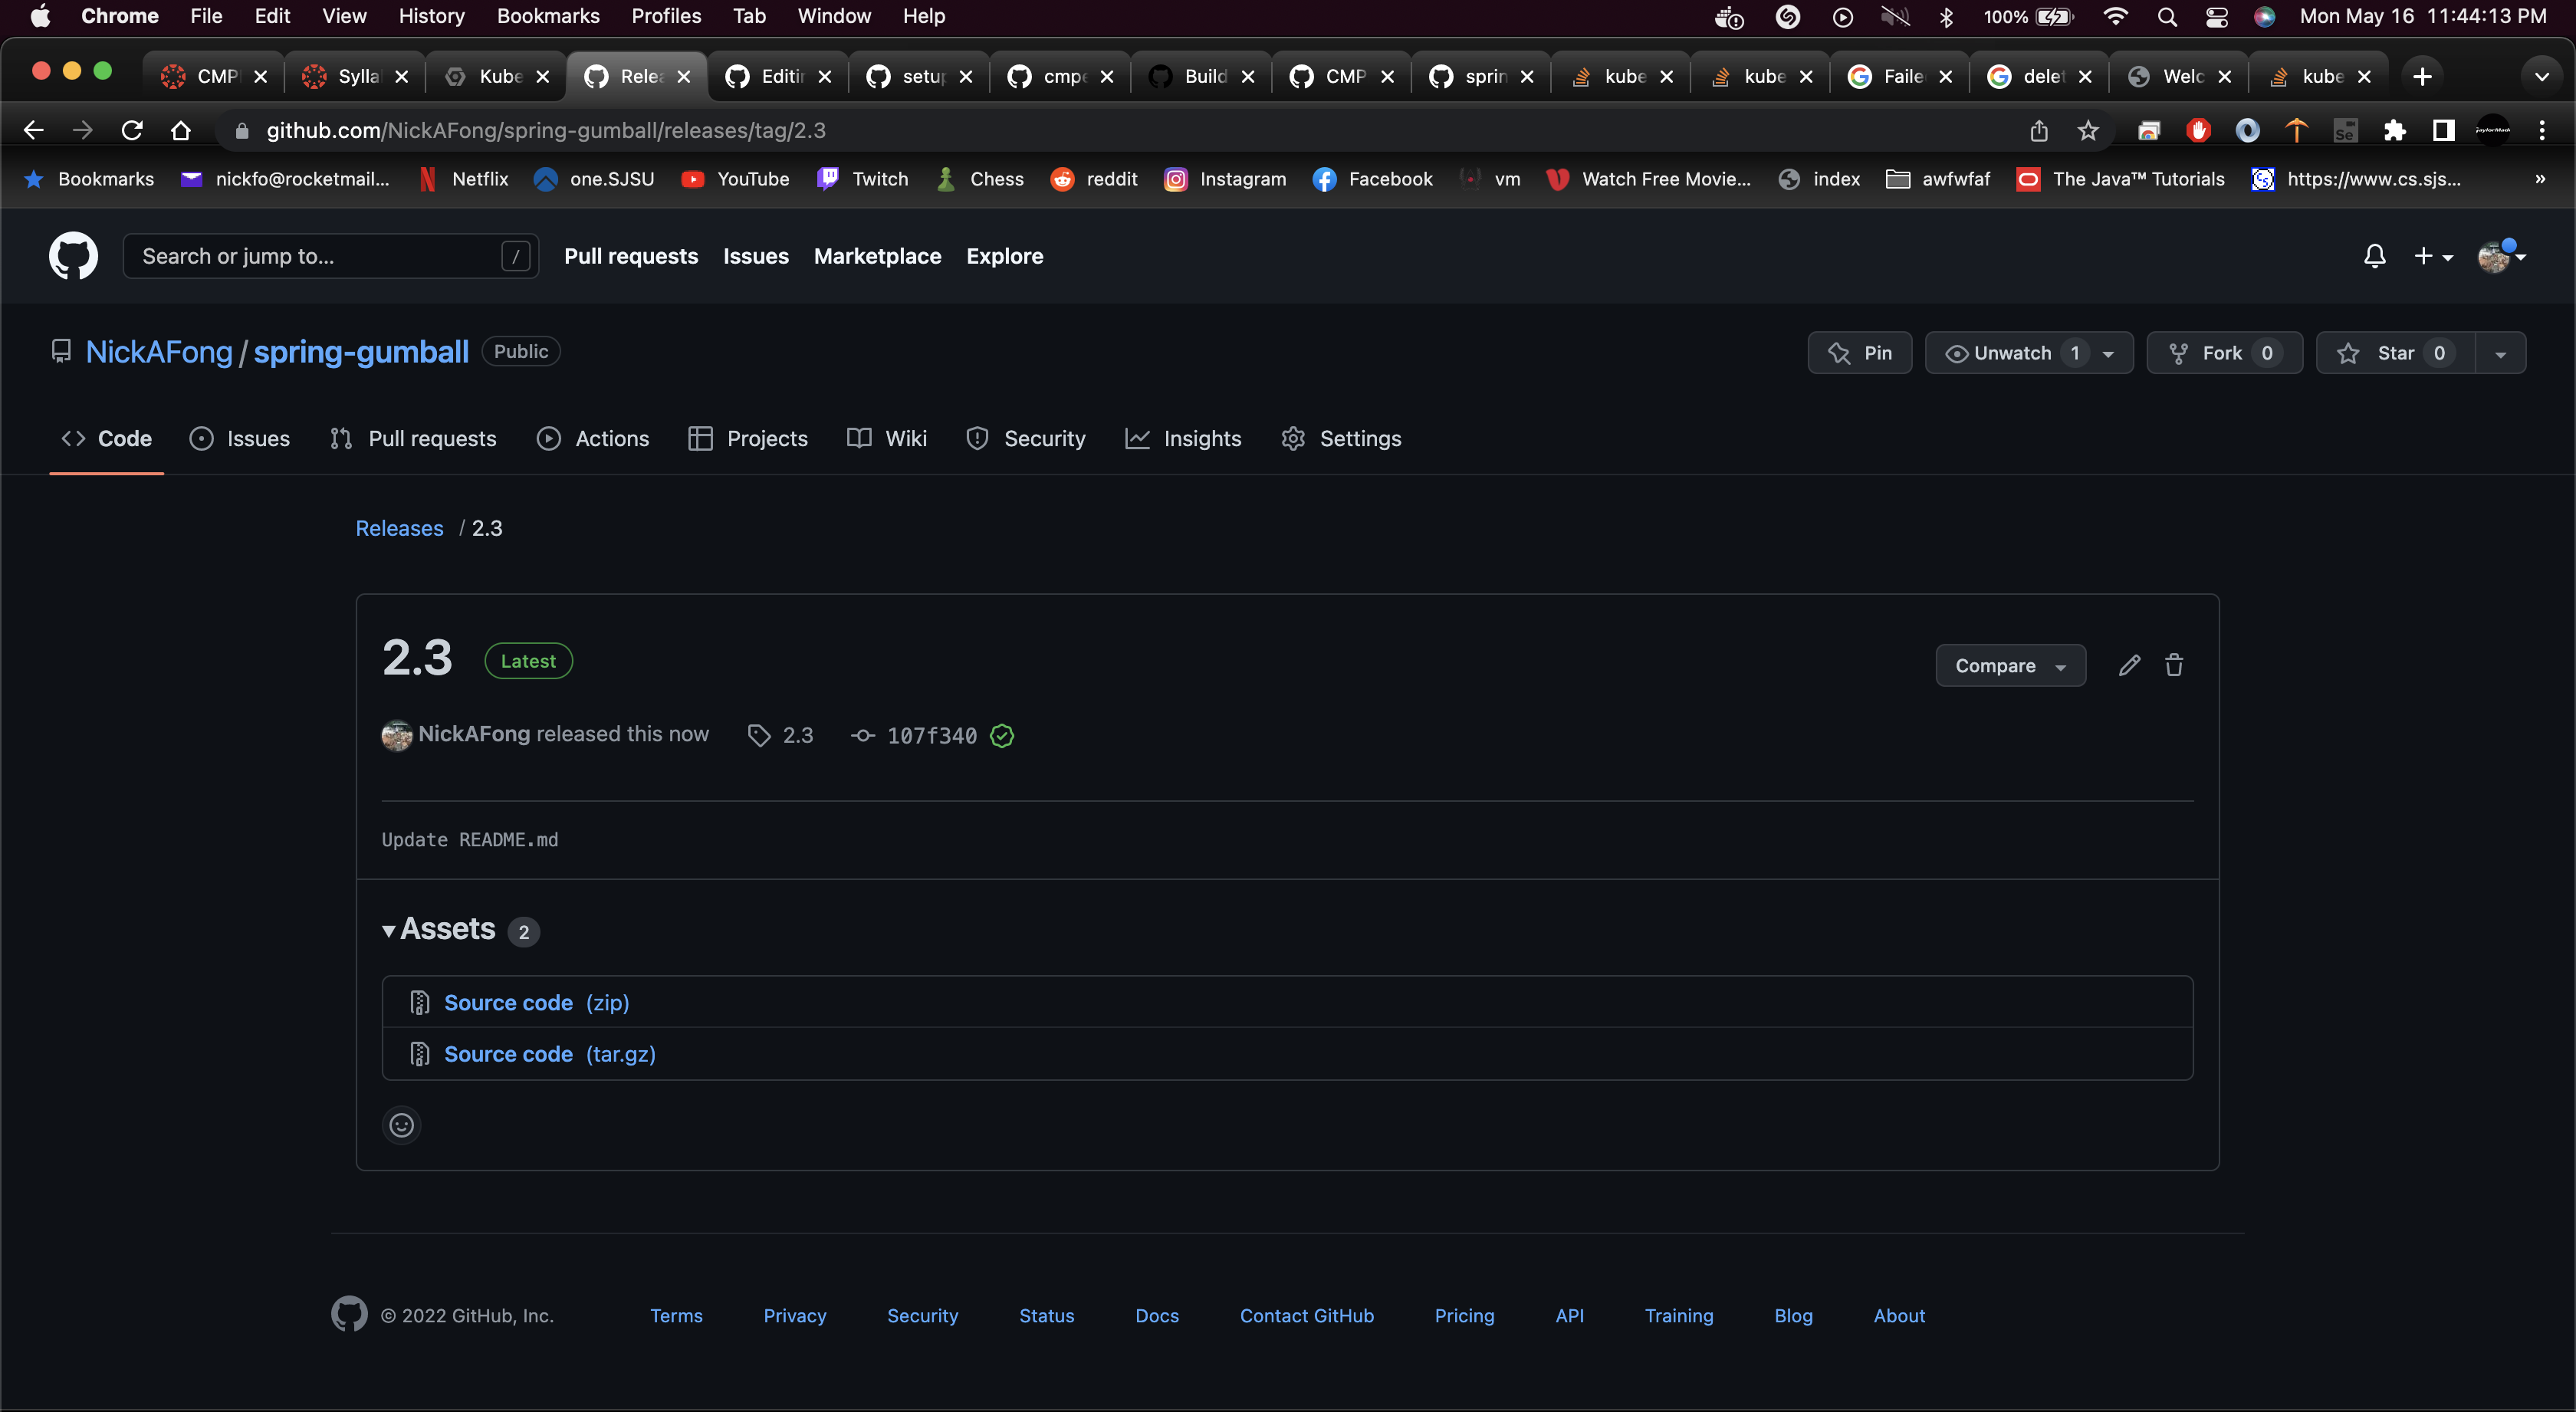 Chrome File Edit View History Bookmarks Profiles Tab Window Help 100% Mon May 16 11:44:13 PM
CMPI Sylla Kube Relea Editir setup cmpe Build CMP sprin kube kube Faile delet Welc kube
github.com/NickAFong/spring-gumball/releases/tag/2.3
Bookmarks nickfo@rocketmail... Netflix one.SJSU YouTube Twitch Chess reddit Instagram Facebook vm Watch Free Movie... index awfwfaf The Java™ Tutorials https://www.cs.sjs... »
Search or jump to... / Pull requests Issues Marketplace Explore
NickAFong / spring-gumball Public Pin Unwatch 1 Fork 0 Star 0
Code Issues Pull requests Actions Projects Wiki Security Insights Settings
Releases / 2.3
2.3 Latest Compare
NickAFong released this now 2.3 107f340
Update README.md
Assets 2
Source code (zip)
Source code (tar.gz)
© 2022 GitHub, Inc. Terms Privacy Security Status Docs Contact GitHub Pricing API Training Blog About